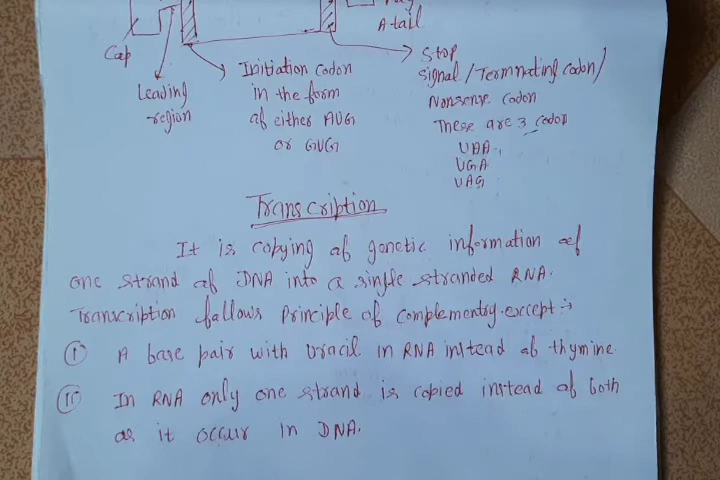 A-tail
Cap
Leading
region
Initiation codon
in the form
of either AUG
or GUG
Stop
Signal / Termnating codon/
Nonsense codon
These are 3 codon
UAA
UGA
UAG
Transcription
It is copying of genetic information of
one strand of DNA into a single stranded RNA.
Transcription fallows Principle of Complementry except :→
(I) A base pair with Uracil in RNA instead of thymine.
(II) In RNA only one strand is copied instead of both
as it occur in DNA.